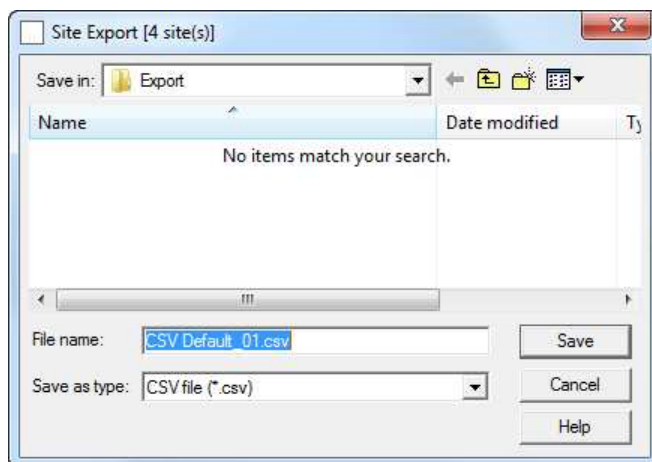 Site Export [4 site(s)]
Save in: Export
Name Date modified Ty
No items match your search.
File name: CSV Default_01.csv Save
Save as type: CSV file (*.csv) Cancel
Help